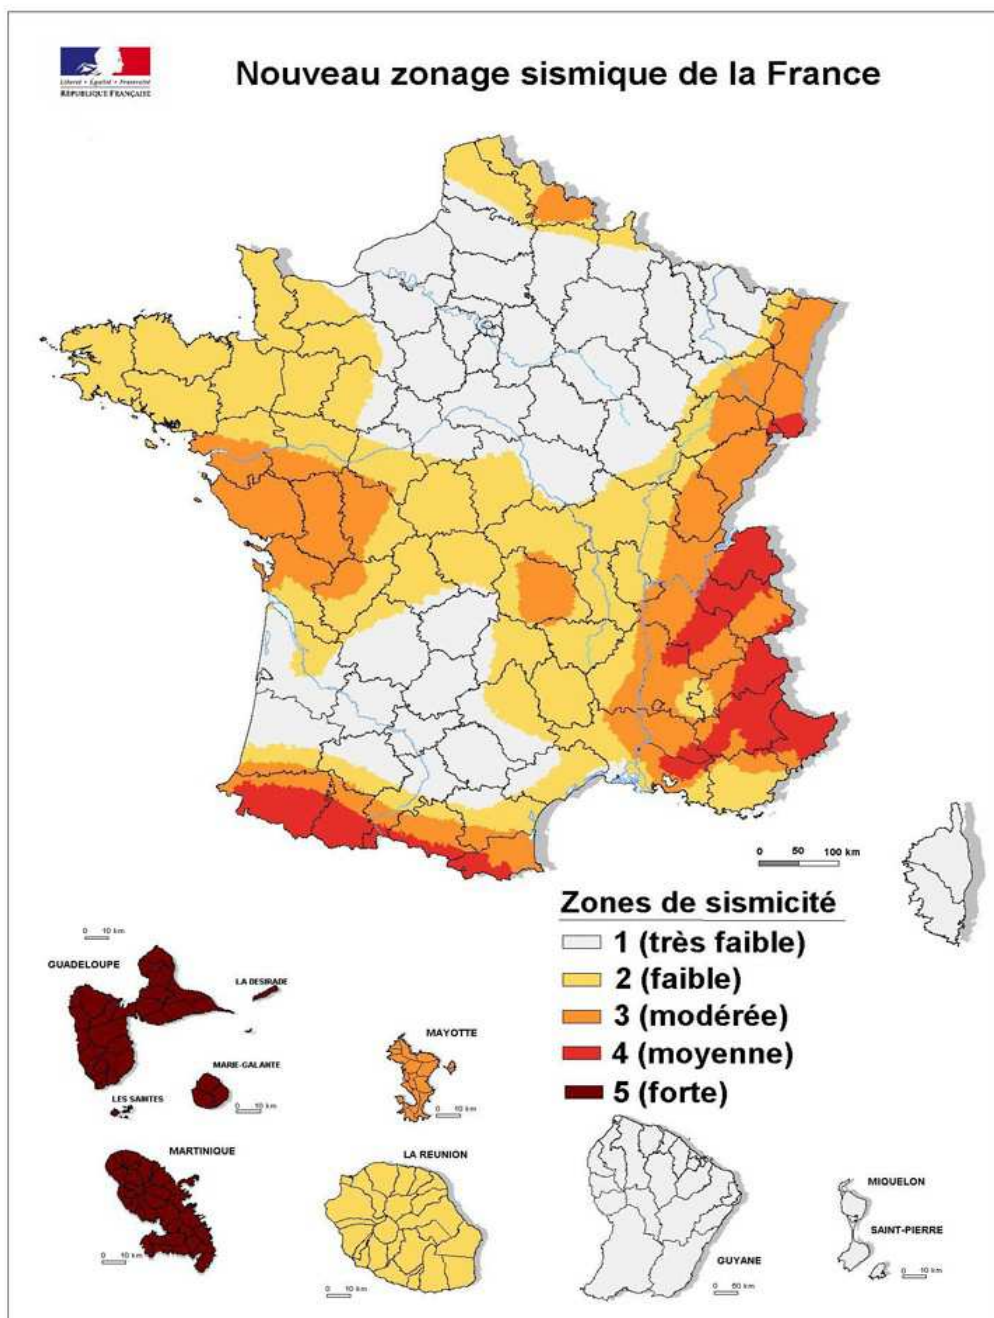 Liberté • Égalité • Fraternité
RÉPUBLIQUE FRANÇAISE
Nouveau zonage sismique de la France
0 50 100 km
Zones de sismicité
1 (très faible)
2 (faible)
3 (modérée)
4 (moyenne)
5 (forte)
0 10 km
GUADELOUPE
LA DESIRADE
MARIE-GALANTE
LES SAINTES
0 10 km
MAYOTTE
0 10 km
MARTINIQUE
0 10 km
LA REUNION
0 10 km
GUYANE
0 50 km
MIQUELON
SAINT-PIERRE
0 10 km